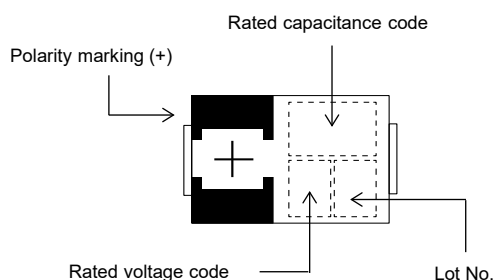 Rated capacitance code
Polarity marking (+)
+
Rated voltage code
Lot No.